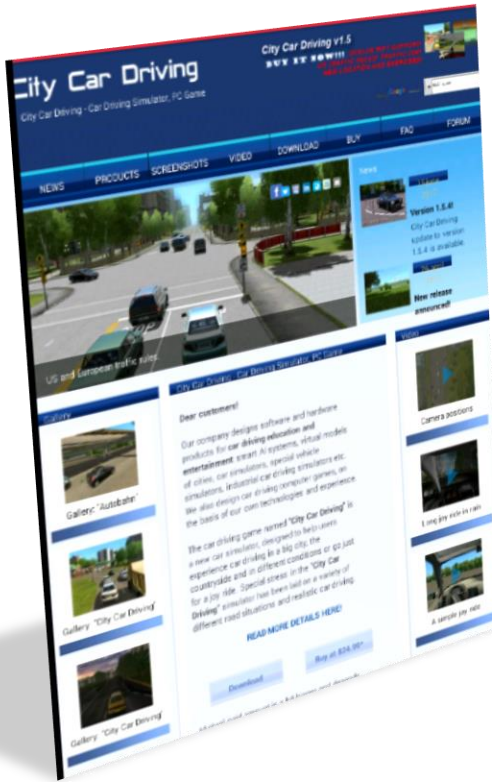 City Car Driving
City Car Driving - Car Driving Simulator, PC Game
City Car Driving v1.5
BUY IT NOW!!!
NEWS
PRODUCTS
SCREENSHOTS
VIDEO
DOWNLOAD
BUY
FAQ
FORUM
US and European traffic rules.
News
Version 1.5.4!
City Car Driving
update to version
1.5.4 is available.
New release
announced!
Gallery
Gallery: "Autobahn"
Gallery: "City Car Driving"
Gallery: "City Car Driving"
City Car Driving - Car Driving Simulator, PC Game
Dear customers!
Our company designs software and hardware
products for car driving education and
entertainment: smart AI systems, virtual models
of cities, car simulators, special vehicle
simulators, industrial car driving simulators etc.
We also design car driving computer games, on
the basis of our own technologies and experience.
The car driving game named "City Car Driving" is
a new car simulator, designed to help users
experience car driving in a big city, the
countryside and in different conditions or go just
for a joy ride. Special stress in the "City Car
Driving" simulator has been laid on a variety of
different road situations and realistic car driving.
READ MORE DETAILS HERE!
Download
Buy at $24.99*
Video
Camera positions
Long joy ride in rain
A sample joy ride